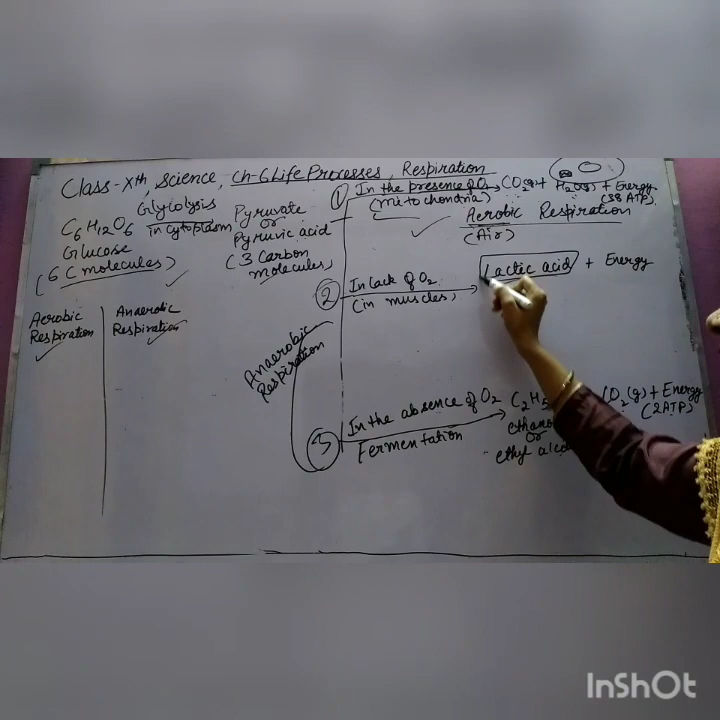 Class-Xth, Science, Ch-6 Life Processes, Respiration
C6H12O6
Glucose
(6 C molecules)
Glycolysis
in cytoplasm
Pyruvate
or
Pyruvic acid
(3 Carbon
molecules)
1 In the presence of O2
(mitochondria)
CO2(g) + H2O(g) + Energy
(38 ATP)
Aerobic Respiration
(Air)
2 In lack of O2
(in muscles)
Lactic acid + Energy
Anaerobic
Respiration
3 In the absence of O2
Fermentation
C2H5
ethano
or
ethyl alco
CO2(g) + Energy
(2ATP)
Aerobic
Respiration
Anaerobic
Respiration
InShOt